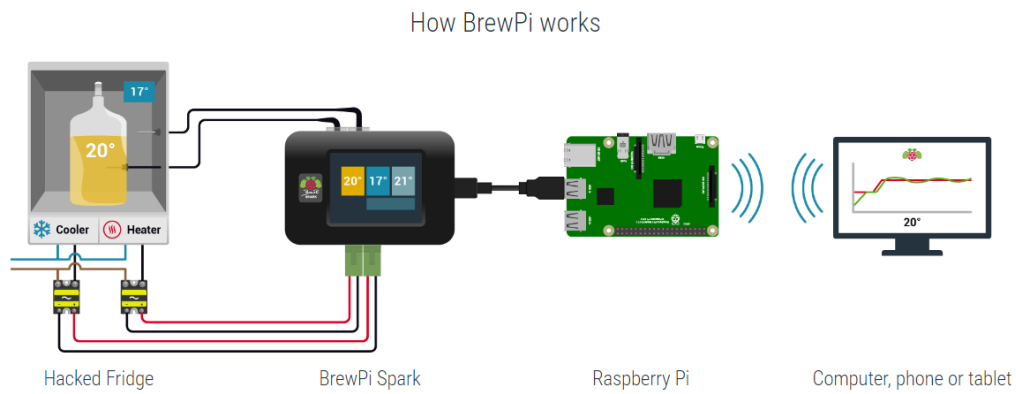 How BrewPi works
17°
20°
Cooler
Heater
20° 17° 21°
20°
Hacked Fridge
BrewPi Spark
Raspberry Pi
Computer, phone or tablet